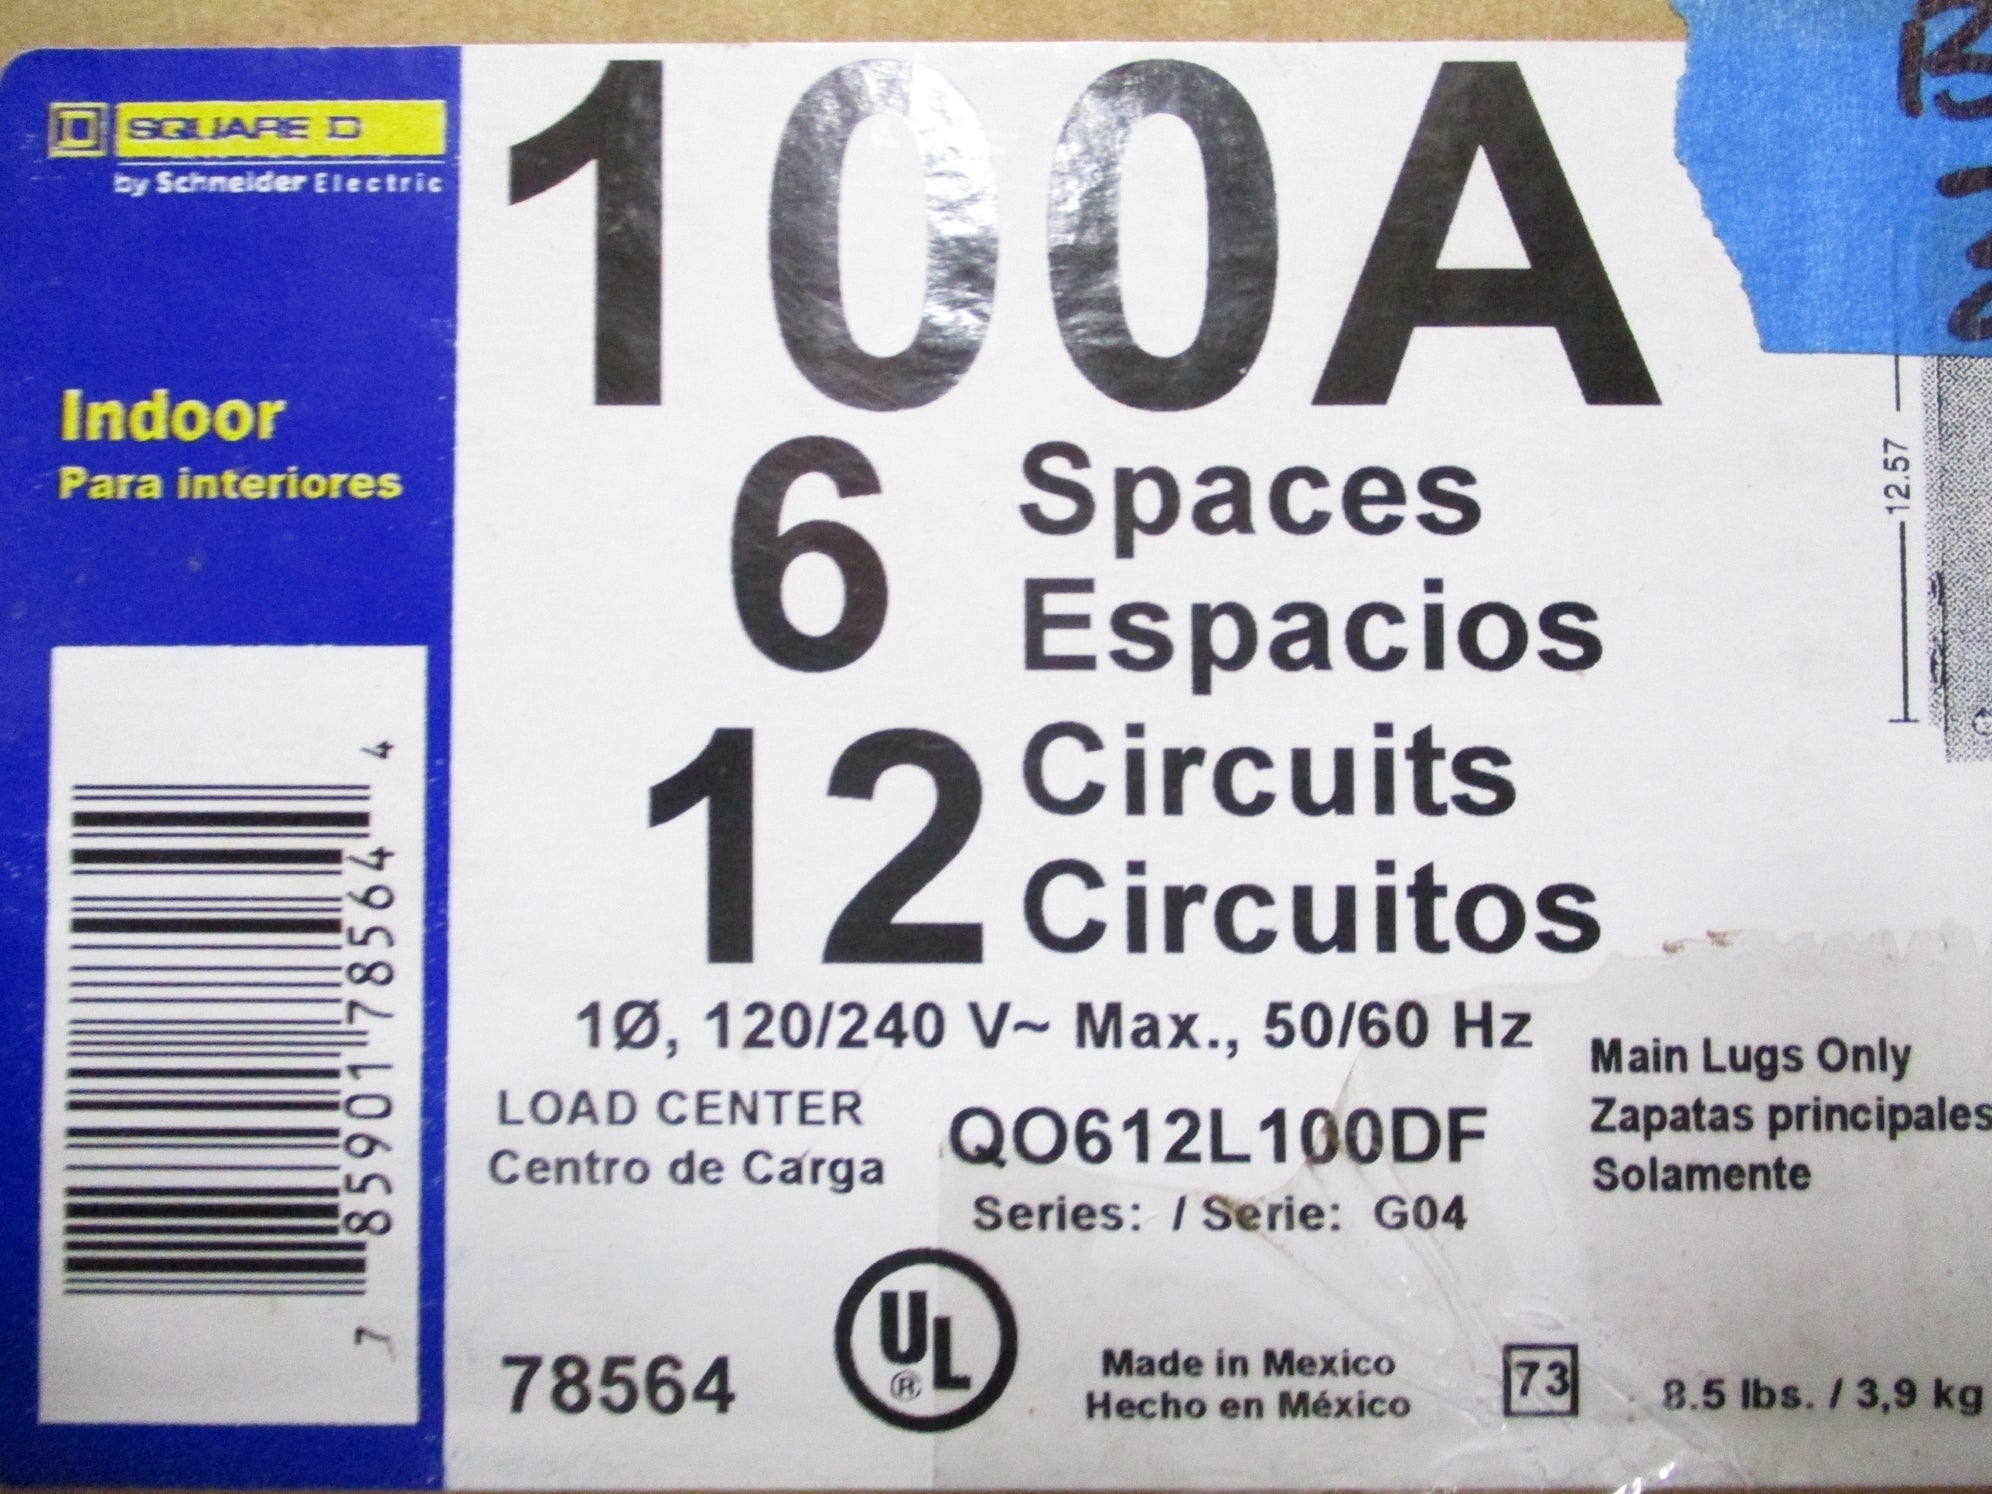 SQUARE D
by Schneider Electric
Indoor
Para interiores
7 85901 78564 4
100A
6 Spaces
Espacios
12 Circuits
Circuitos
1Ø, 120/240 V~ Max., 50/60 Hz
LOAD CENTER
Centro de Carga
QO612L100DF
Series: / Serie: G04
Main Lugs Only
Zapatas principales
Solamente
12.57
78564
UL
®
Made in Mexico
Hecho en México
73
8.5 lbs. / 3,9 kg